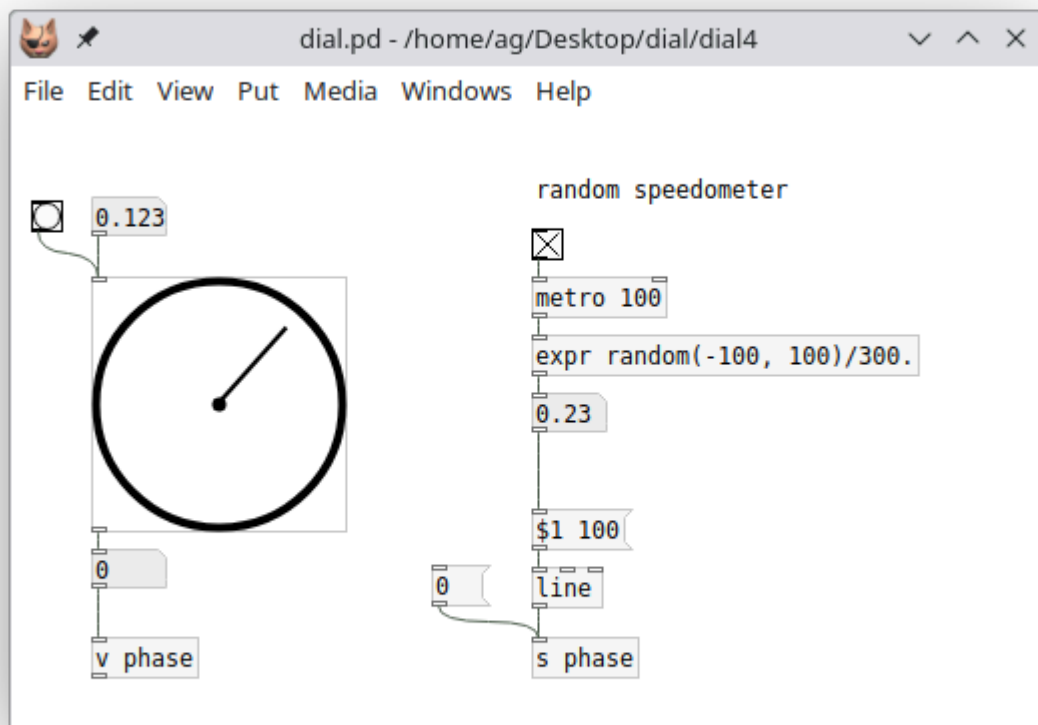 dial.pd - /home/ag/Desktop/dial/dial4
File Edit View Put Media Windows Help
random speedometer
0.123
metro 100
expr random(-100, 100)/300.
0.23
$1 100
0
0
line
v phase
s phase